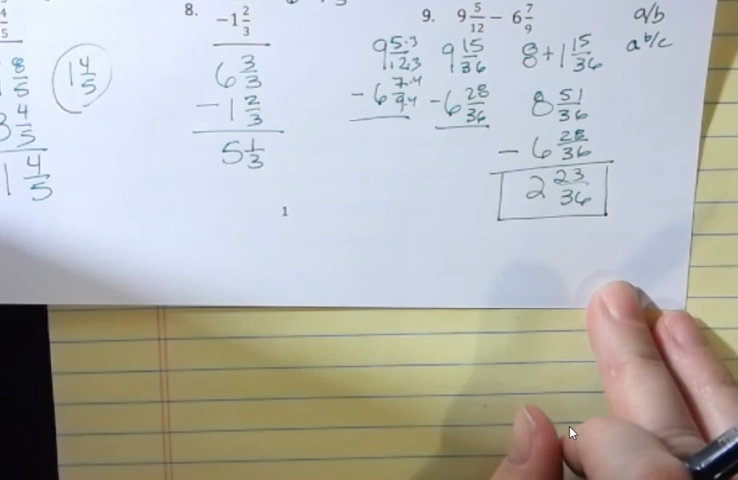 4/5
8/5
3 4/5
1 4/5
1 4/5
8.
-1 2/3
6 3/3
- 1 2/3
5 1/3
9. 9 5/12 - 6 7/9
9 5·3/12·3
- 6 7·4/9·4
9 15/36
- 6 28/36
8 + 1 15/36
8 51/36
- 6 28/36
2 23/36
a/b
a b/c
1